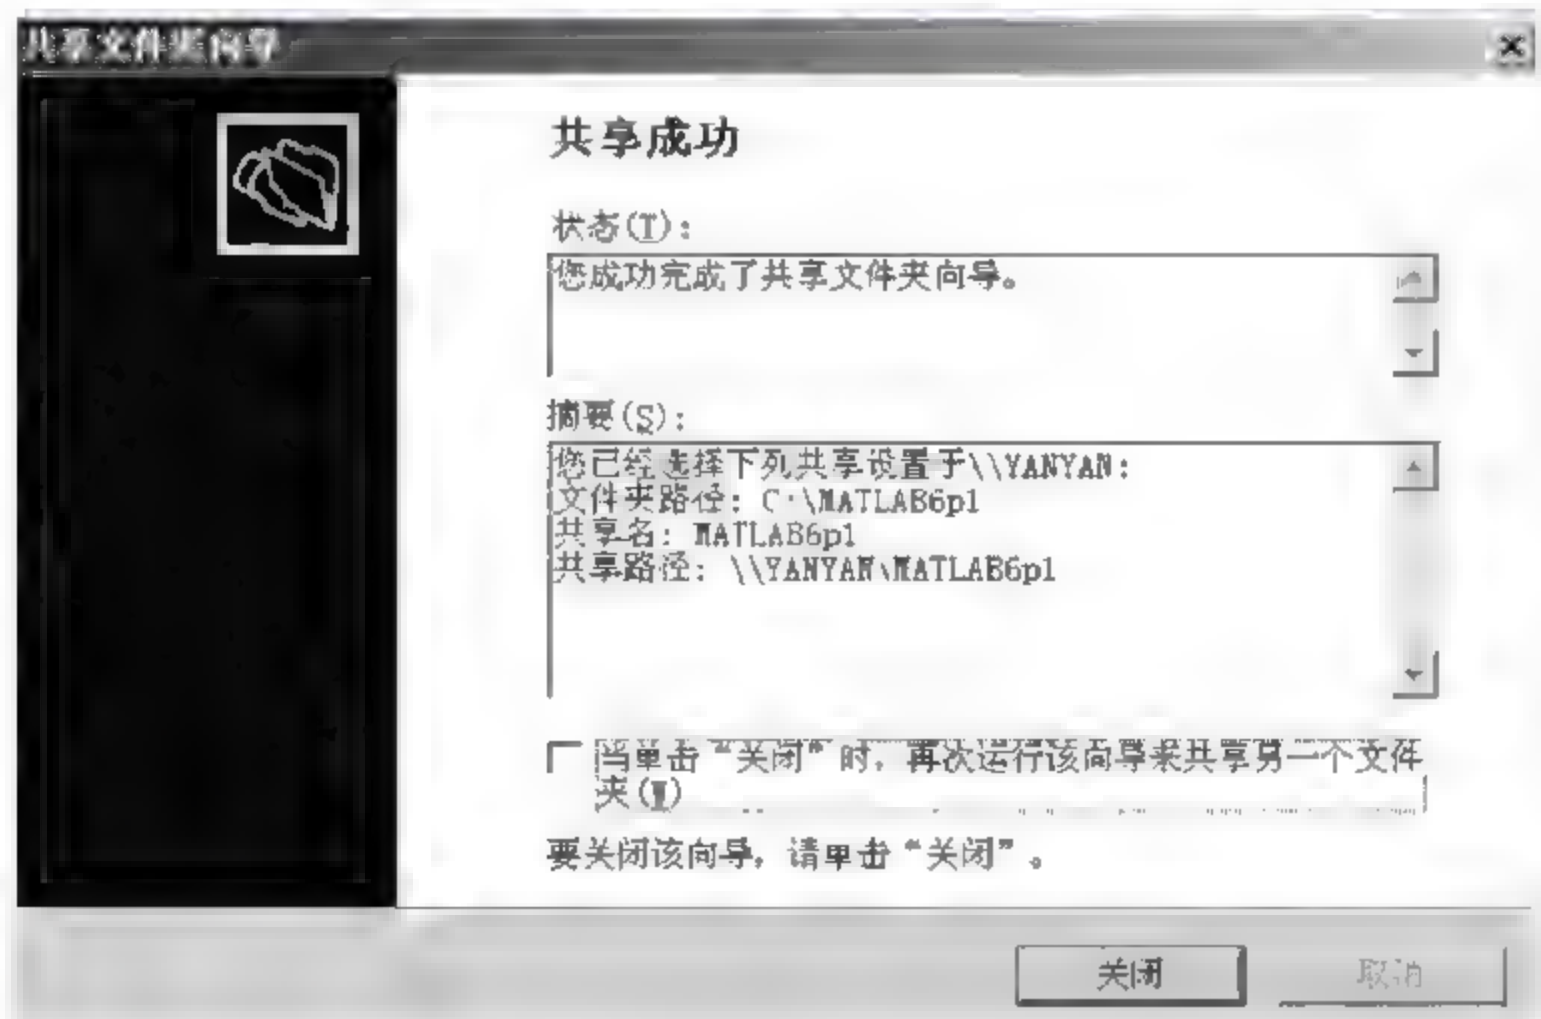 共享文件夹向导
共享成功
状态(T):
您成功完成了共享文件夹向导。
摘要(S):
您已经选择下列共享设置于\\YANYAN:
文件夹路径: C:\MATLAB6p1
共享名: MATLAB6p1
共享路径: \\YANYAN\MATLAB6p1
当单击“关闭”时，再次运行该向导来共享另一个文件
夹(W)
要关闭该向导，请单击“关闭”。
关闭
取消